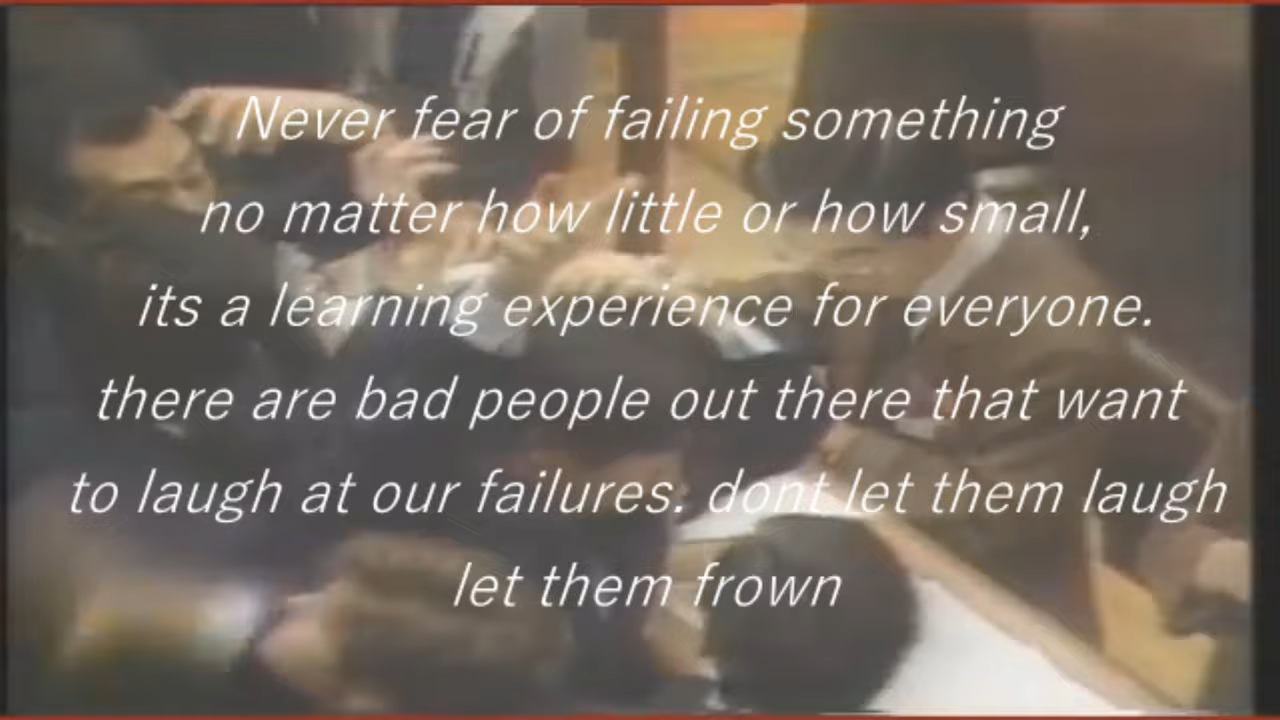 Never fear of failing something
no matter how little or how small,
its a learning experience for everyone.
there are bad people out there that want
to laugh at our failures. dont let them laugh
let them frown